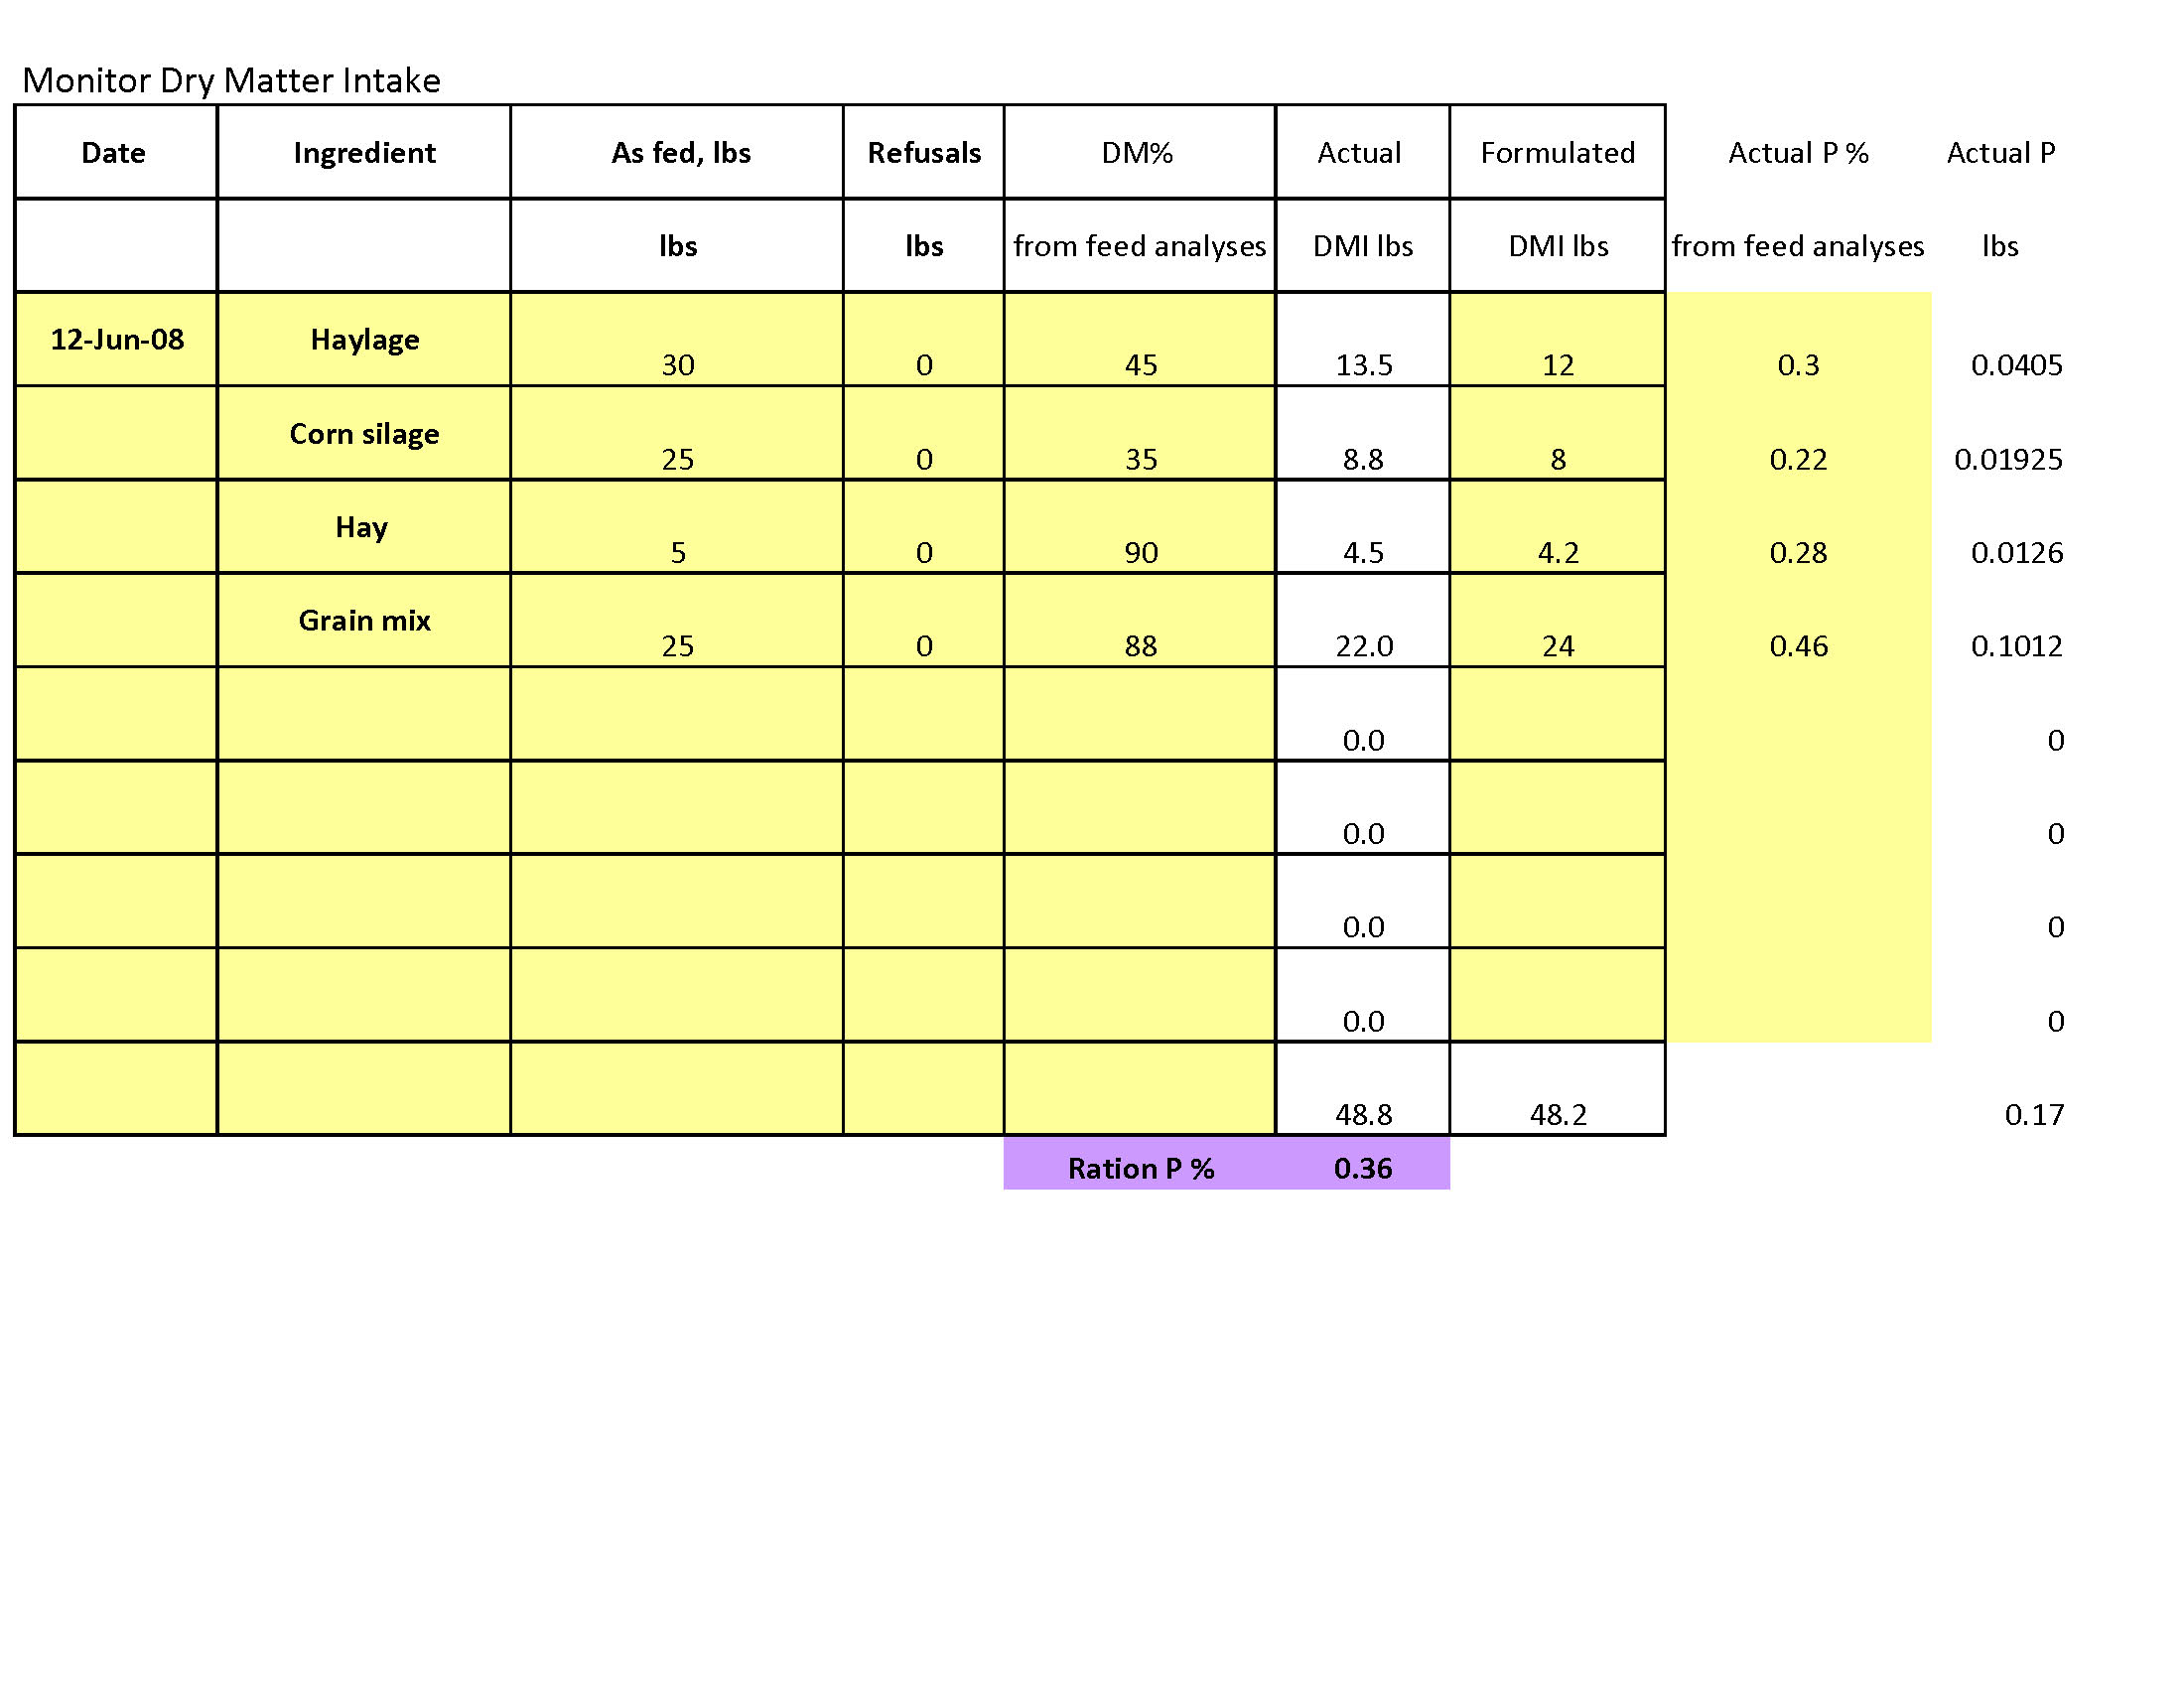 Monitor Dry Matter Intake
Date Ingredient As fed, lbs Refusals DM% Actual Formulated Actual P % Actual P
lbs lbs from feed analyses DMI lbs DMI lbs from feed analyses lbs
12-Jun-08 Haylage 30 0 45 13.5 12 0.3 0.0405
Corn silage 25 0 35 8.8 8 0.22 0.01925
Hay 5 0 90 4.5 4.2 0.28 0.0126
Grain mix 25 0 88 22.0 24 0.46 0.1012
0.0 0
0.0 0
0.0 0
0.0 0
48.8 48.2 0.17
Ration P % 0.36